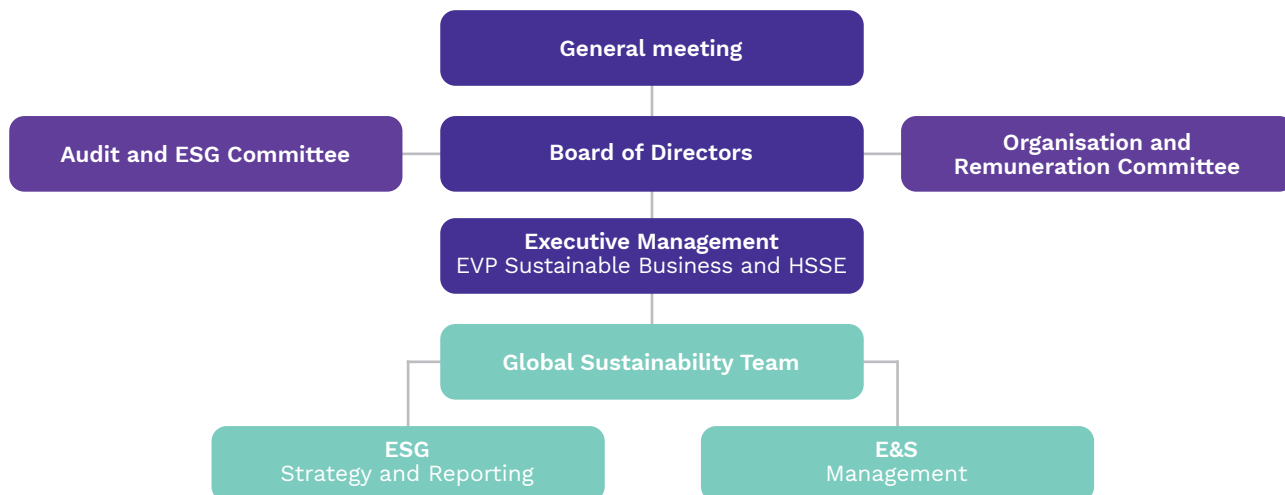 General meeting
Audit and ESG Committee
Board of Directors
Organisation and
Remuneration Committee
Executive Management
EVP Sustainable Business and HSSE
Global Sustainability Team
ESG
Strategy and Reporting
E&S
Management